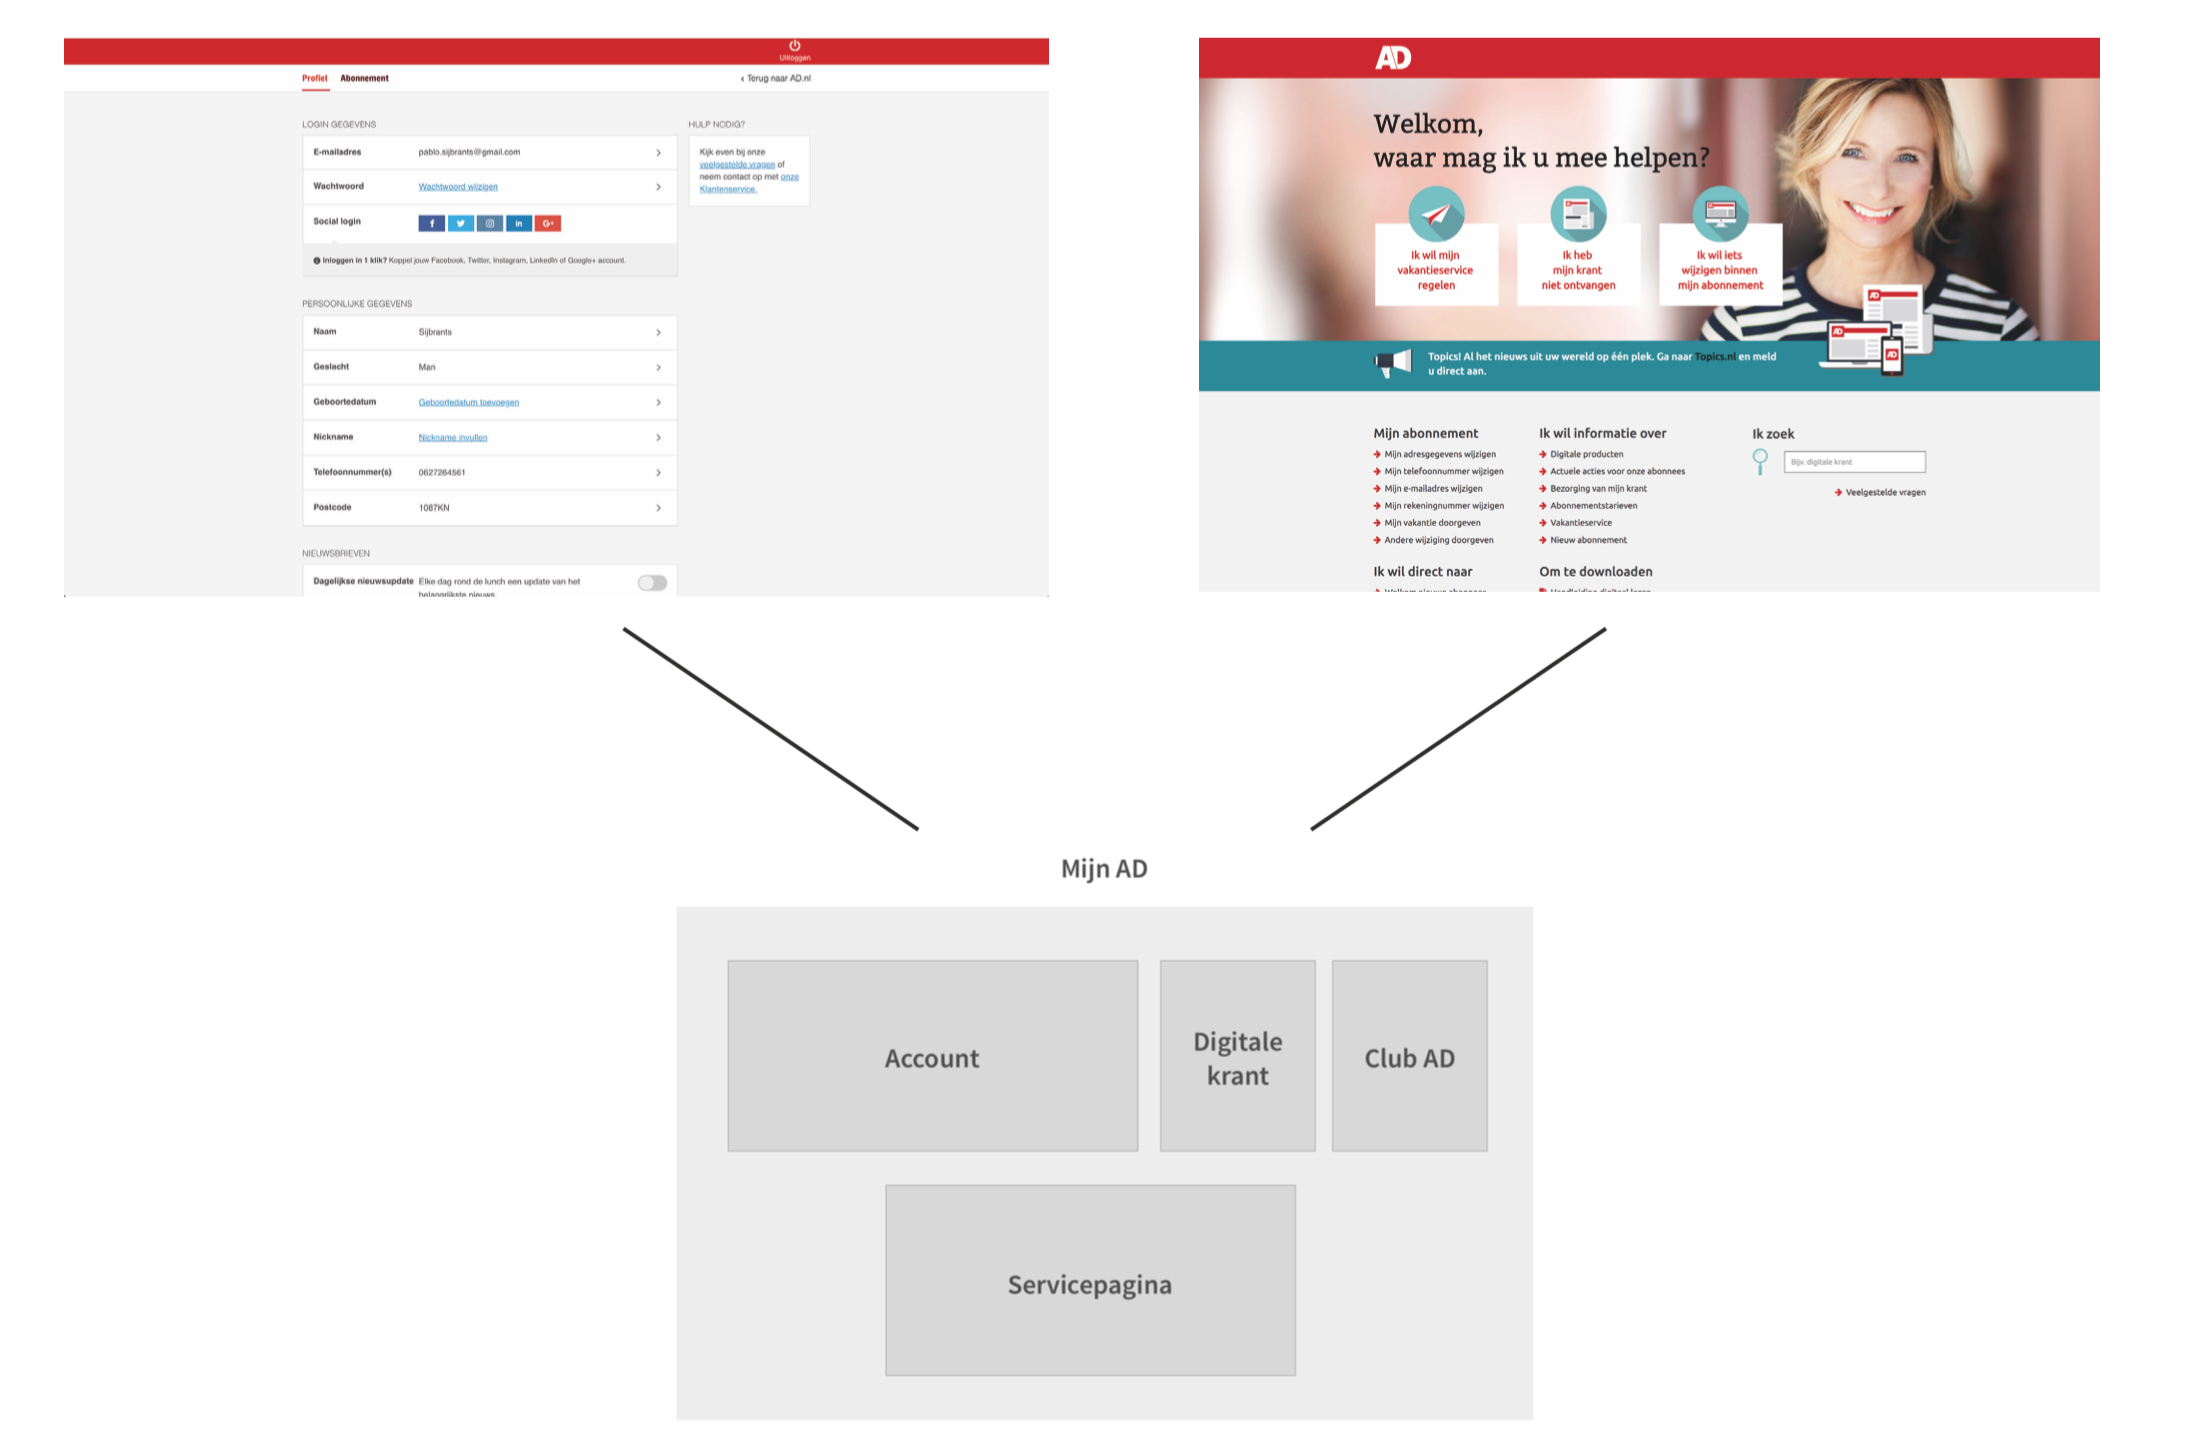 Uitloggen
Profiel Abonnement
‹ Terug naar AD.nl
LOGIN GEGEVENS
E-mailadres pablo.sijbrants@gmail.com
Wachtwoord Wachtwoord wijzigen
Social login
Inloggen in 1 klik? Koppel jouw Facebook, Twitter, Instagram, LinkedIn of Google+ account.
HULP NODIG?
Kijk even bij onze
veelgestelde vragen of
neem contact op met onze
Klantenservice.
PERSOONLIJKE GEGEVENS
Naam Sijbrants
Geslacht Man
Geboortedatum Geboortedatum toevoegen
Nickname Nickname invullen
Telefoonnummer(s) 0627264561
Postcode 1087KN
NIEUWSBRIEVEN
Dagelijkse nieuwsupdate Elke dag rond de lunch een update van het
belangrijkste nieuws.
AD
Welkom,
waar mag ik u mee helpen?
Ik wil mijn
vakantieservice
regelen
Ik heb
mijn krant
niet ontvangen
Ik wil iets
wijzigen binnen
mijn abonnement
Topics! Al het nieuws uit uw wereld op één plek. Ga naar Topics.nl en meld
u direct aan.
Mijn abonnement
Mijn adresgegevens wijzigen
Mijn telefoonnummer wijzigen
Mijn e-mailadres wijzigen
Mijn rekeningnummer wijzigen
Mijn vakantie doorgeven
Andere wijziging doorgeven
Ik wil informatie over
Digitale producten
Actuele acties voor onze abonnees
Bezorging van mijn krant
Abonnementstarieven
Vakantieservice
Nieuw abonnement
Ik zoek
Bijv. digitale krant
Veelgestelde vragen
Ik wil direct naar
Welkom nieuwe abonnees
Om te downloaden
Handleiding digitaal lezen
Mijn AD
Account
Digitale
krant
Club AD
Servicepagina